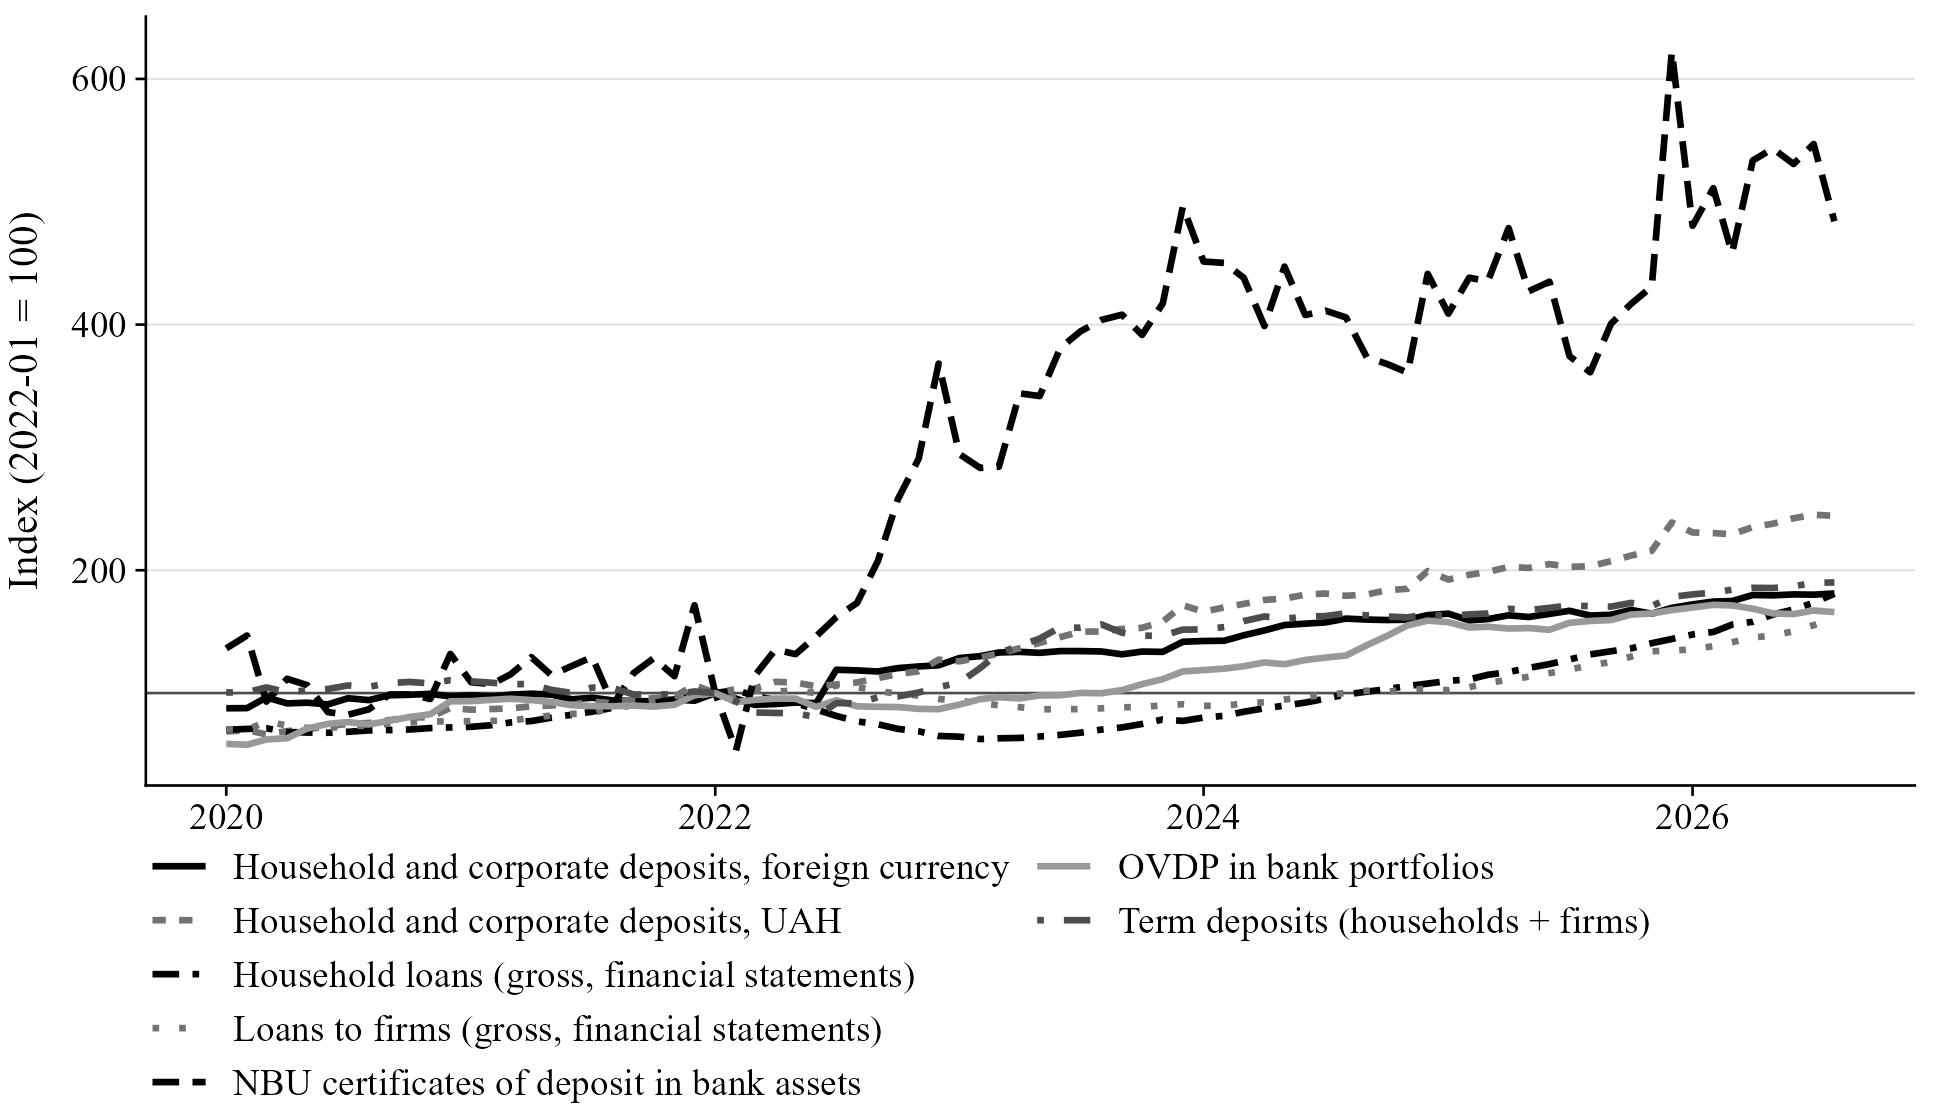 Index (2022-01 = 100)
600
400
200
2020
2022
2024
2026
Household and corporate deposits, foreign currency
Household and corporate deposits, UAH
Household loans (gross, financial statements)
Loans to firms (gross, financial statements)
NBU certificates of deposit in bank assets
OVDP in bank portfolios
Term deposits (households + firms)